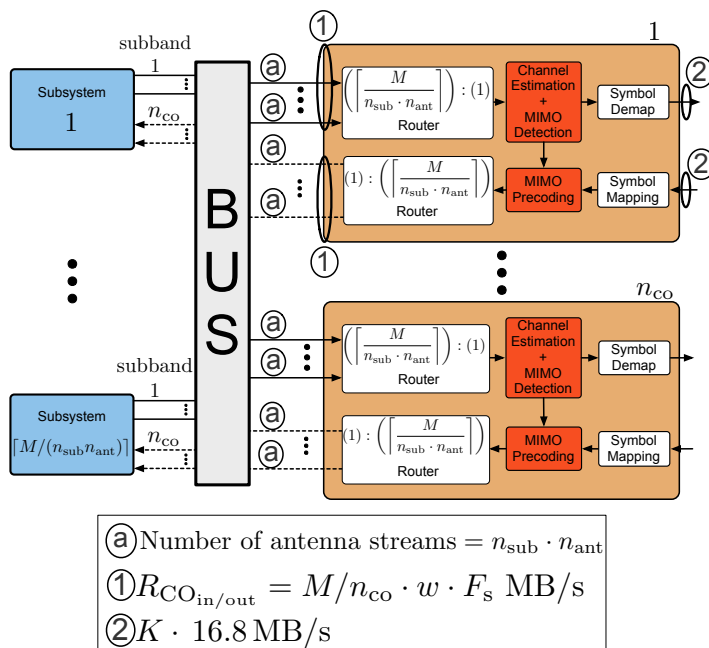 subband
1
Subsystem
1
n_co
BUS
a
a
a
a
1
1
1
(⌈M / (n_sub · n_ant)⌉) : (1)
Router
Channel
Estimation
+
MIMO
Detection
Symbol
Demap
2
(1) : (⌈M / (n_sub · n_ant)⌉)
Router
MIMO
Precoding
Symbol
Mapping
2
n_co
subband
1
Subsystem
⌈M/(n_sub n_ant)⌉
n_co
a
a
a
a
(⌈M / (n_sub · n_ant)⌉) : (1)
Router
Channel
Estimation
+
MIMO
Detection
Symbol
Demap
(1) : (⌈M / (n_sub · n_ant)⌉)
Router
MIMO
Precoding
Symbol
Mapping
a Number of antenna streams = n_sub · n_ant
1 R_CO_in/out = M/n_co · w · F_s MB/s
2 K · 16.8 MB/s